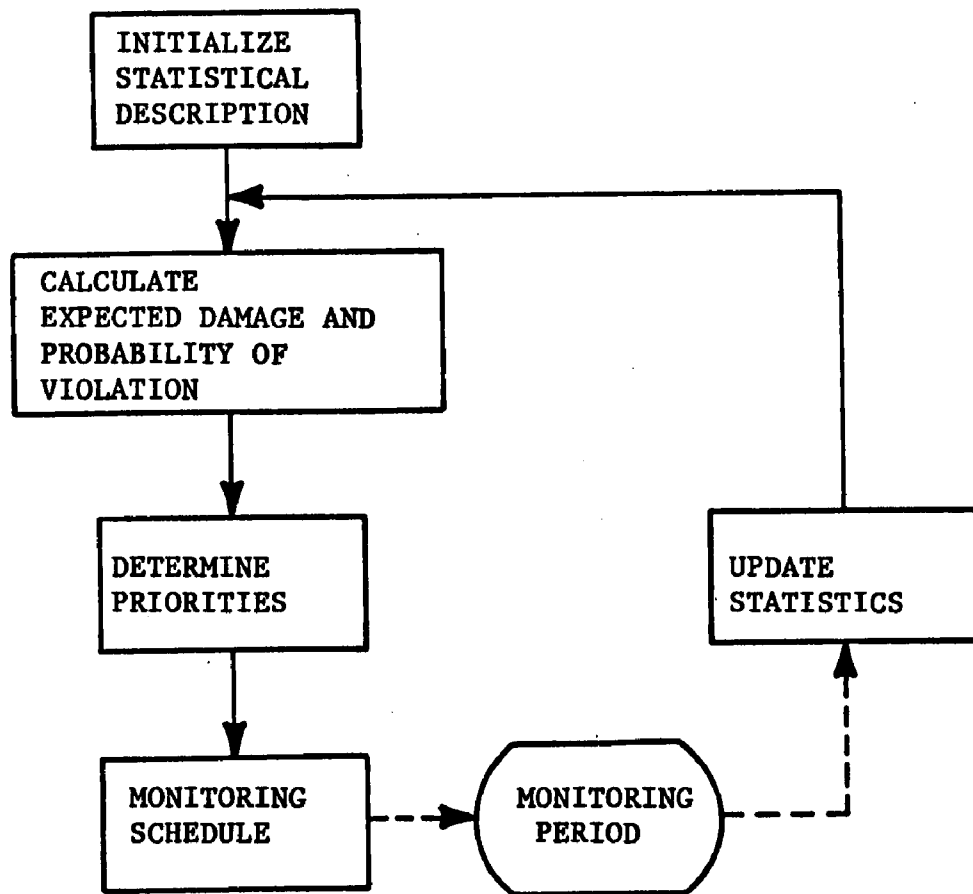 INITIALIZE
STATISTICAL
DESCRIPTION
CALCULATE
EXPECTED DAMAGE AND
PROBABILITY OF
VIOLATION
DETERMINE
PRIORITIES
UPDATE
STATISTICS
MONITORING
SCHEDULE
MONITORING
PERIOD